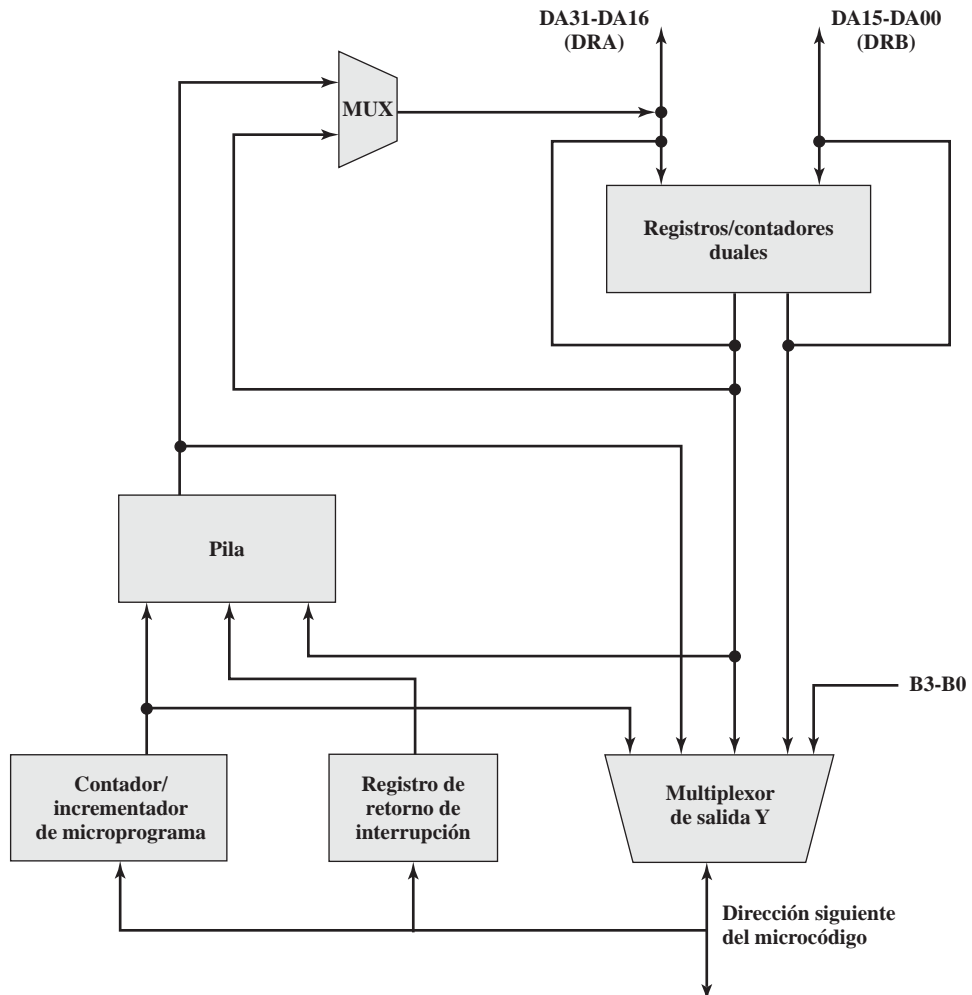 DA31-DA16
(DRA)
DA15-DA00
(DRB)
MUX
Registros/contadores
duales
Pila
B3-B0
Contador/
incrementador
de microprograma
Registro de
retorno de
interrupción
Multiplexor
de salida Y
Dirección siguiente
del microcódigo